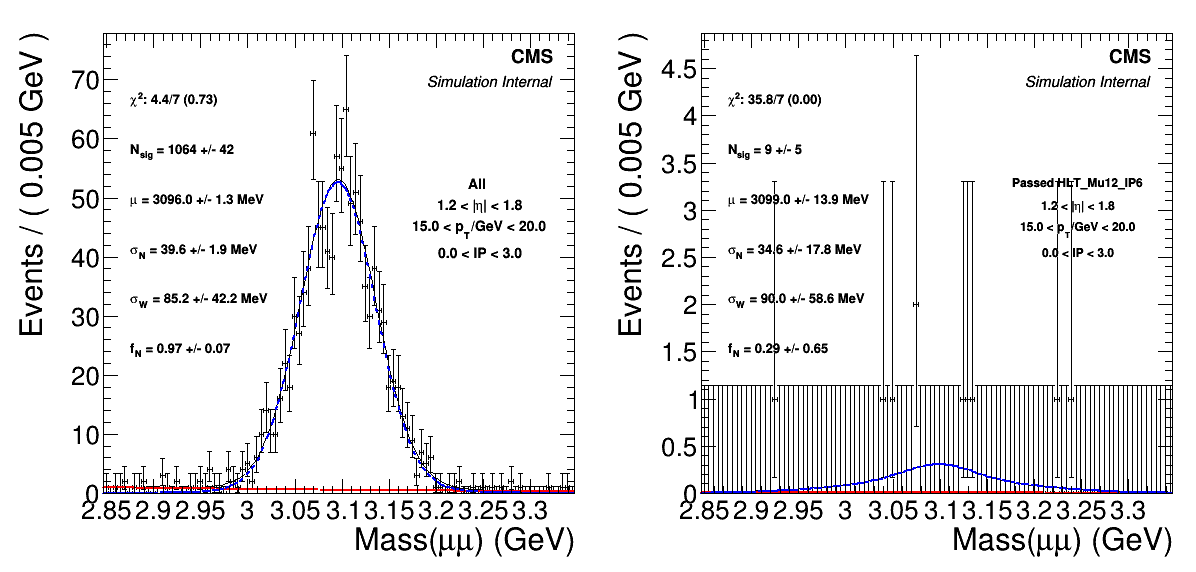 CMS
Simulation Internal
χ²: 4.4/7 (0.73)
N_sig = 1064 +/- 42
μ = 3096.0 +/- 1.3 MeV
σ_N = 39.6 +/- 1.9 MeV
σ_W = 85.2 +/- 42.2 MeV
f_N = 0.97 +/- 0.07
All
1.2 < |η| < 1.8
15.0 < p_T/GeV < 20.0
0.0 < IP < 3.0
Events / ( 0.005 GeV )
70
60
50
40
30
20
10
0
2.85 2.9 2.95 3 3.05 3.1 3.15 3.2 3.25 3.3
Mass(μμ) (GeV)
CMS
Simulation Internal
χ²: 35.8/7 (0.00)
N_sig = 9 +/- 5
μ = 3099.0 +/- 13.9 MeV
σ_N = 34.6 +/- 17.8 MeV
σ_W = 90.0 +/- 58.6 MeV
f_N = 0.29 +/- 0.65
Passed HLT_Mu12_IP6
1.2 < |η| < 1.8
15.0 < p_T/GeV < 20.0
0.0 < IP < 3.0
Events / ( 0.005 GeV )
4.5
4
3.5
3
2.5
2
1.5
1
0.5
0
2.85 2.9 2.95 3 3.05 3.1 3.15 3.2 3.25 3.3
Mass(μμ) (GeV)